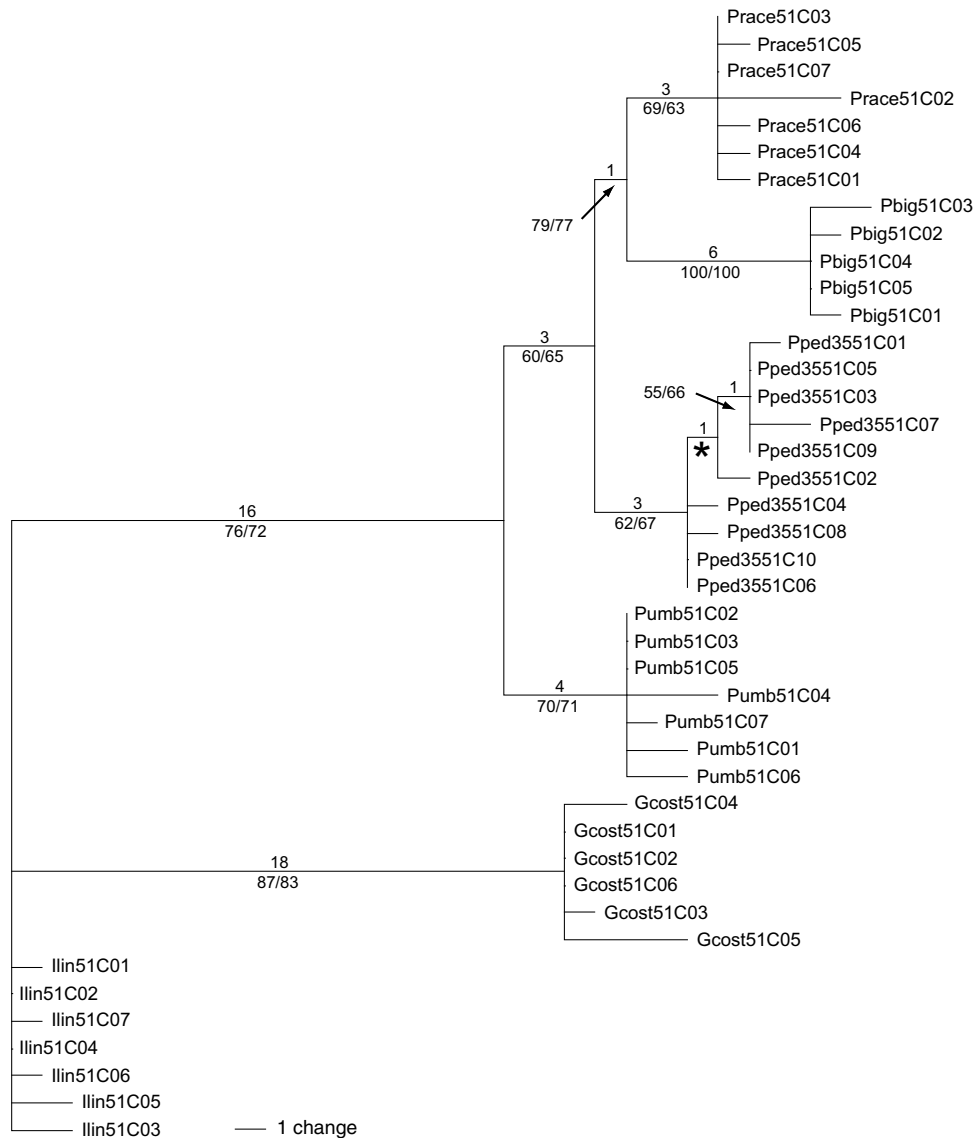 Prace51C03
Prace51C05
Prace51C07
3
69/63
Prace51C02
Prace51C06
Prace51C04
1
Prace51C01
79/77
Pbig51C03
Pbig51C02
6
100/100
Pbig51C04
Pbig51C05
Pbig51C01
3
60/65
Pped3551C01
Pped3551C05
55/66
1
Pped3551C03
Pped3551C07
1
*
Pped3551C09
Pped3551C02
3
62/67
Pped3551C04
Pped3551C08
16
76/72
Pped3551C10
Pped3551C06
Pumb51C02
Pumb51C03
Pumb51C05
4
70/71
Pumb51C04
Pumb51C07
Pumb51C01
Pumb51C06
Gcost51C04
Gcost51C01
18
87/83
Gcost51C02
Gcost51C06
Gcost51C03
Gcost51C05
Ilin51C01
Ilin51C02
Ilin51C07
Ilin51C04
Ilin51C06
Ilin51C05
Ilin51C03
1 change